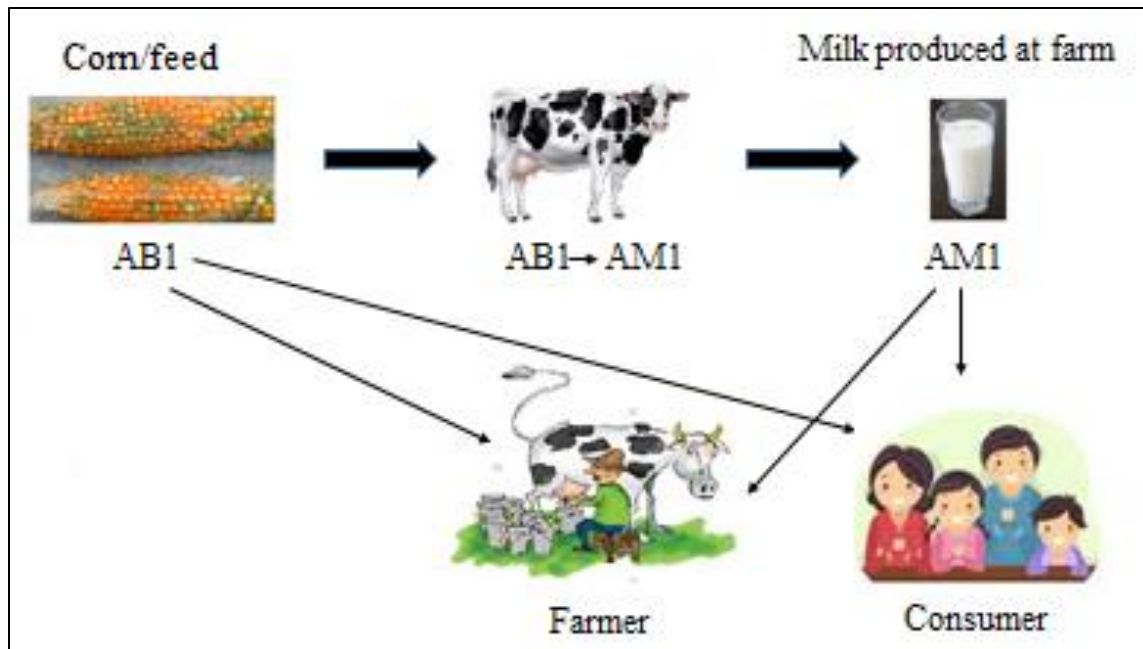 Corn/feed
Milk produced at farm
AB1
AB1→ AM1
AM1
Farmer
Consumer